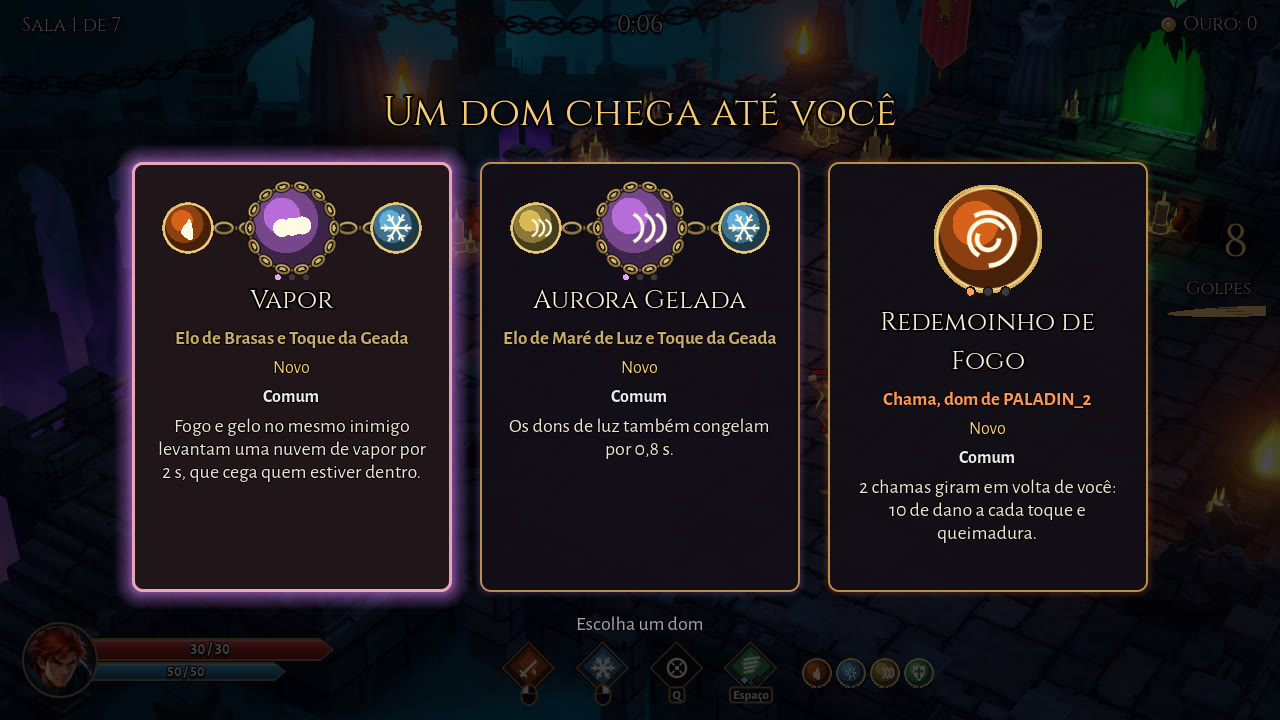 Sala 1 de 7
0:06
Ouro: 0
Um dom chega até você
8
Golpes
Vapor
Elo de Brasas e Toque da Geada
Novo
Comum
Fogo e gelo no mesmo inimigo
levantam uma nuvem de vapor por
2 s, que cega quem estiver dentro.
Aurora Gelada
Elo de Maré de Luz e Toque da Geada
Novo
Comum
Os dons de luz também congelam
por 0,8 s.
Redemoinho de
Fogo
Chama, dom de PALADIN_2
Novo
Comum
2 chamas giram em volta de você:
10 de dano a cada toque e
queimadura.
Escolha um dom
30/30
50/50
Q
Espaço